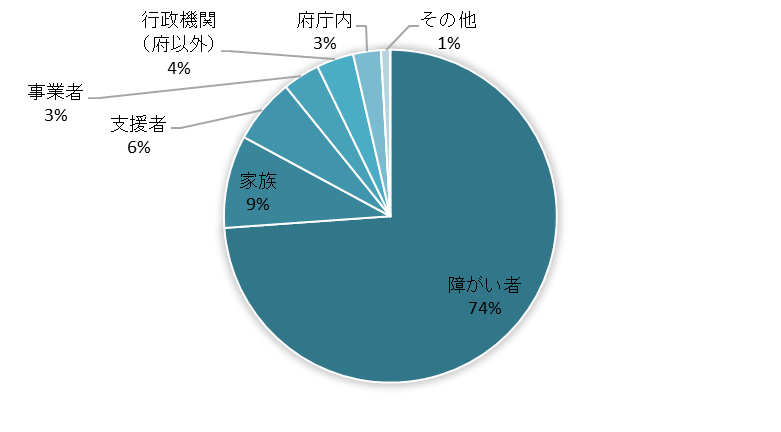 行政機関
（府以外）
4%
府庁内
3%
その他
1%
事業者
3%
支援者
6%
家族
9%
障がい者
74%